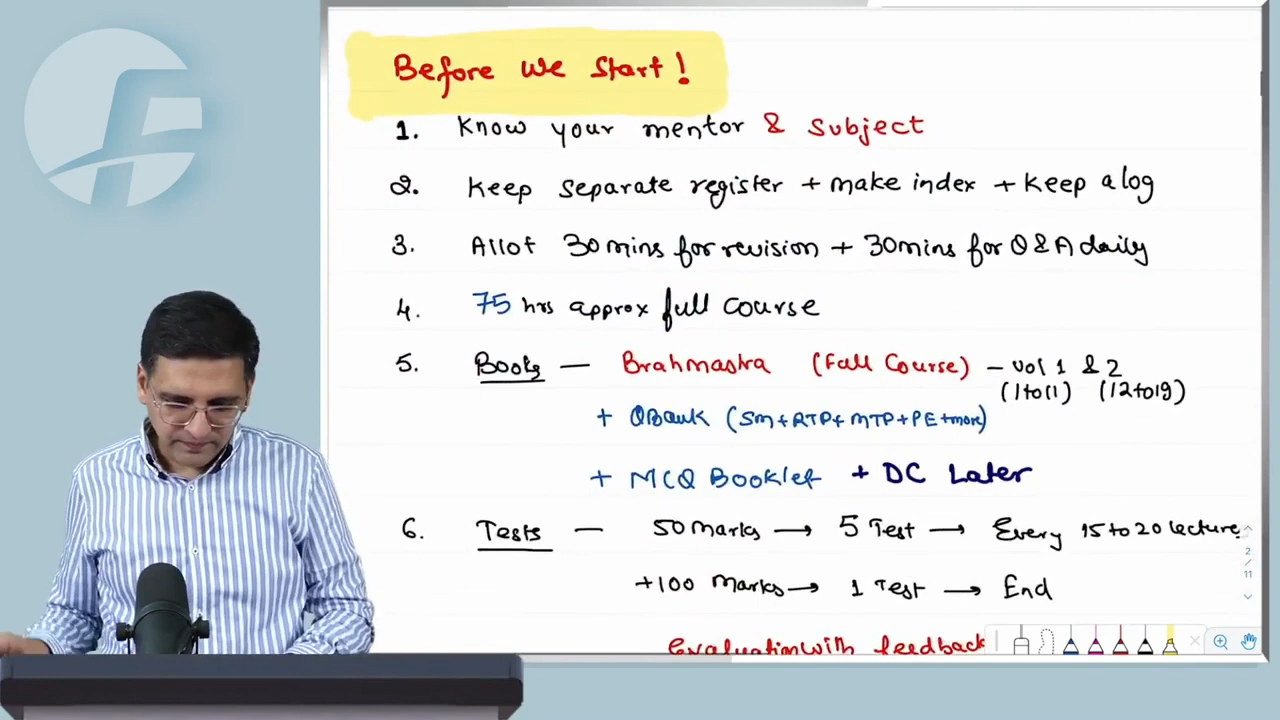 Before We Start!
1. Know your mentor & Subject
2. Keep separate register + make index + Keep a log
3. Allot 30 mins for revision + 30 mins for Q & A daily
4. 75 hrs approx full course
5. Books — Brahmastra (Full Course) — Vol 1 & 2
(1 to 11) (12 to 19)
+ QBank (SM + RTP + MTP + PE + more)
+ MCQ Booklet + DC Later
6. Tests — 50 Marks → 5 Test → Every 15 to 20 lecture
+ 100 Marks → 1 Test → End
Evaluation with feedback
2
/
11